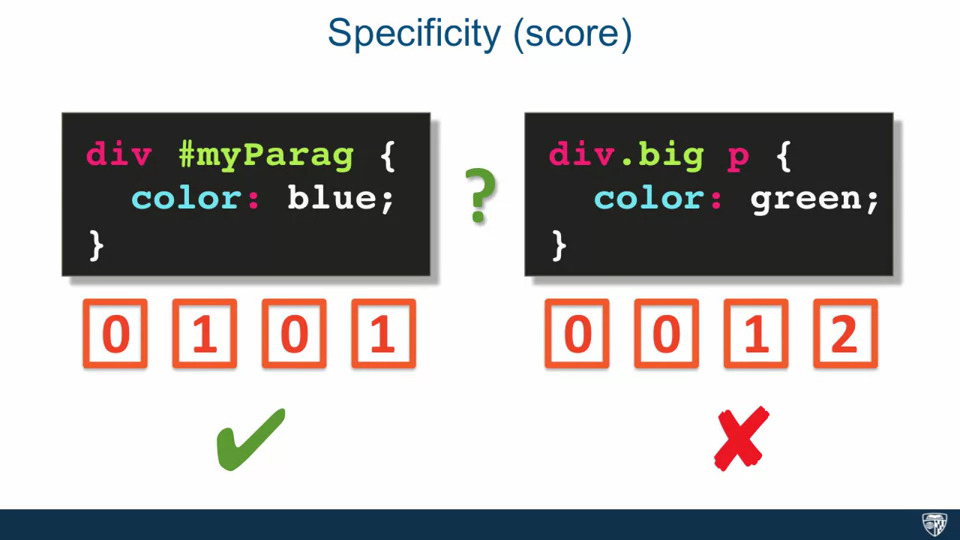 Specificity (score)
div #myParag {
color: blue;
}
?
div.big p {
color: green;
}
0 1 0 1
0 0 1 2